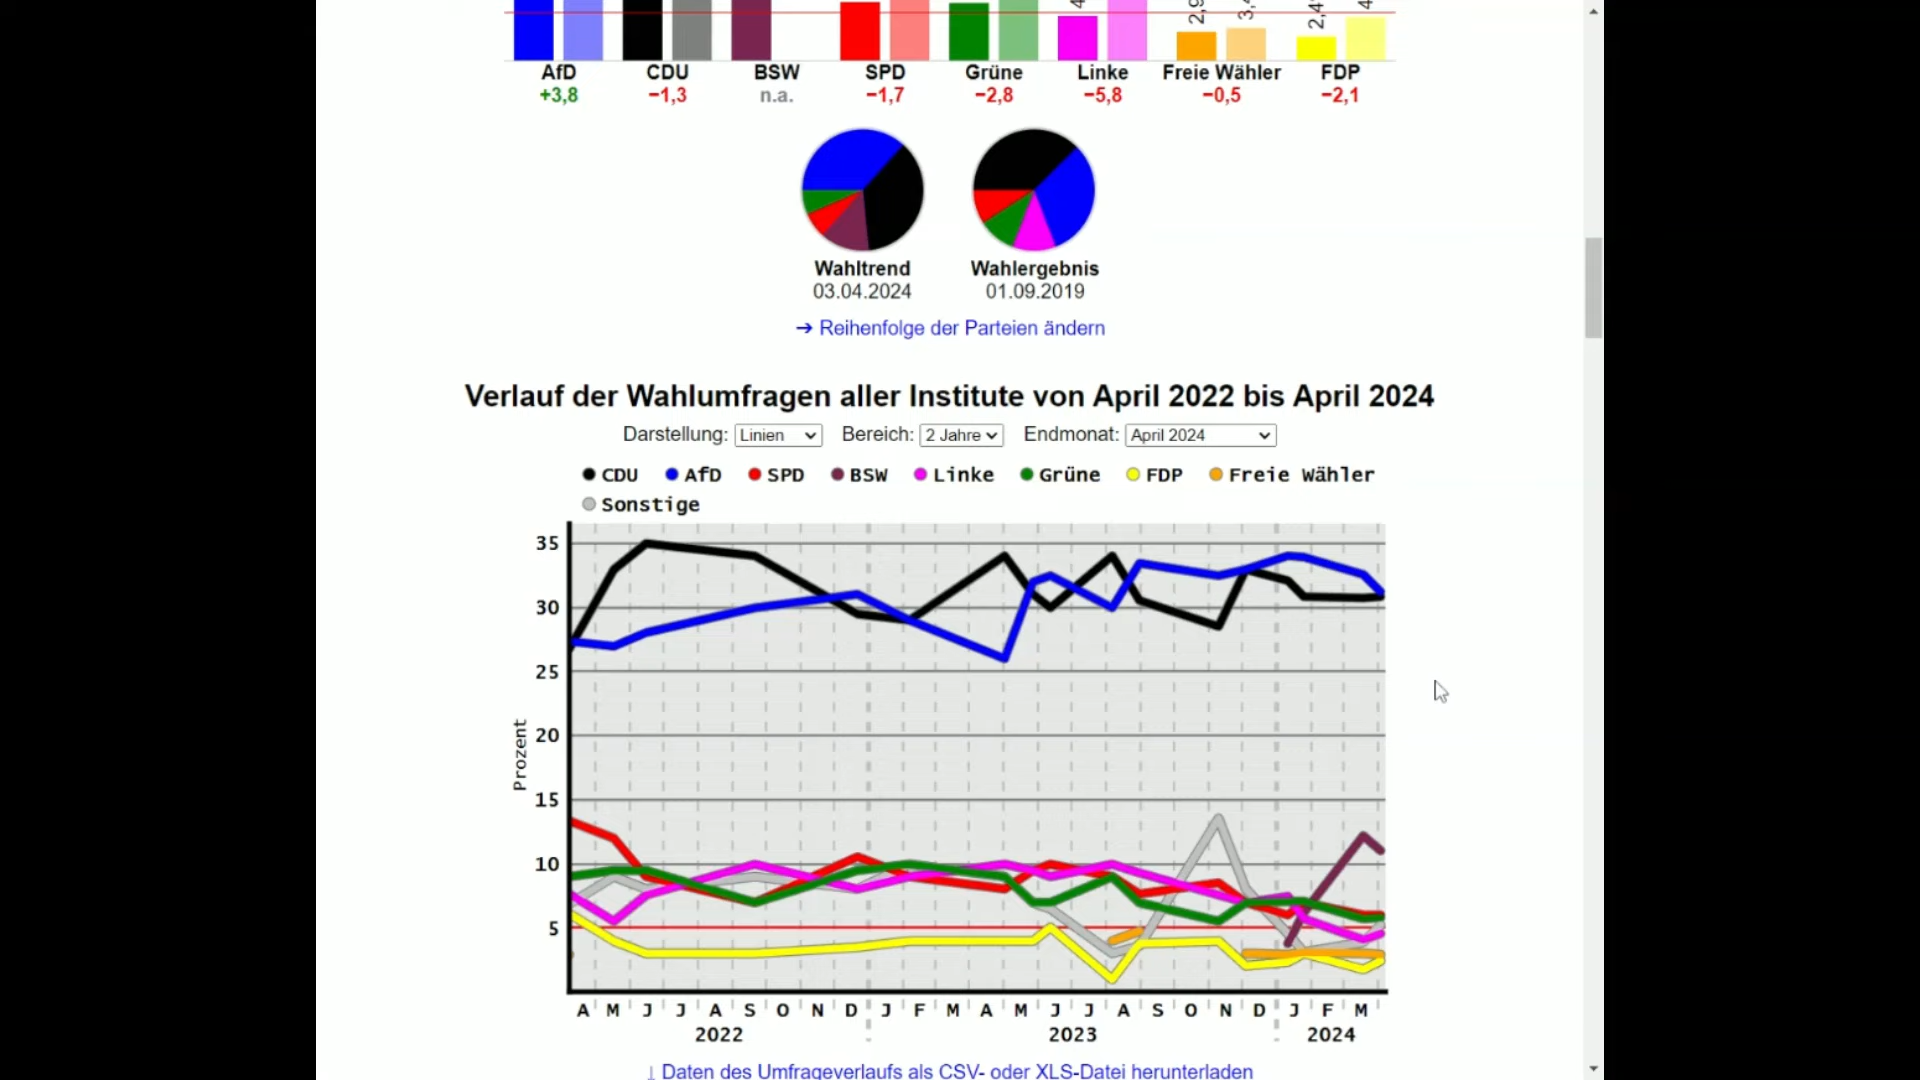 AfD CDU BSW SPD Grüne Linke Freie Wähler FDP
+3,8 −1,3 n.a. −1,7 −2,8 −5,8 −0,5 −2,1
Wahltrend Wahlergebnis
03.04.2024 01.09.2019
→ Reihenfolge der Parteien ändern
Verlauf der Wahlumfragen aller Institute von April 2022 bis April 2024
Darstellung: Linien Bereich: 2 Jahre Endmonat: April 2024
CDU AfD SPD BSW Linke Grüne FDP Freie Wähler
Sonstige
35
30
25
20
15
10
5
Prozent
A M J J A S O N D J F M A M J J A S O N D J F M
2022 2023 2024
↓ Daten des Umfrageverlaufs als CSV- oder XLS-Datei herunterladen